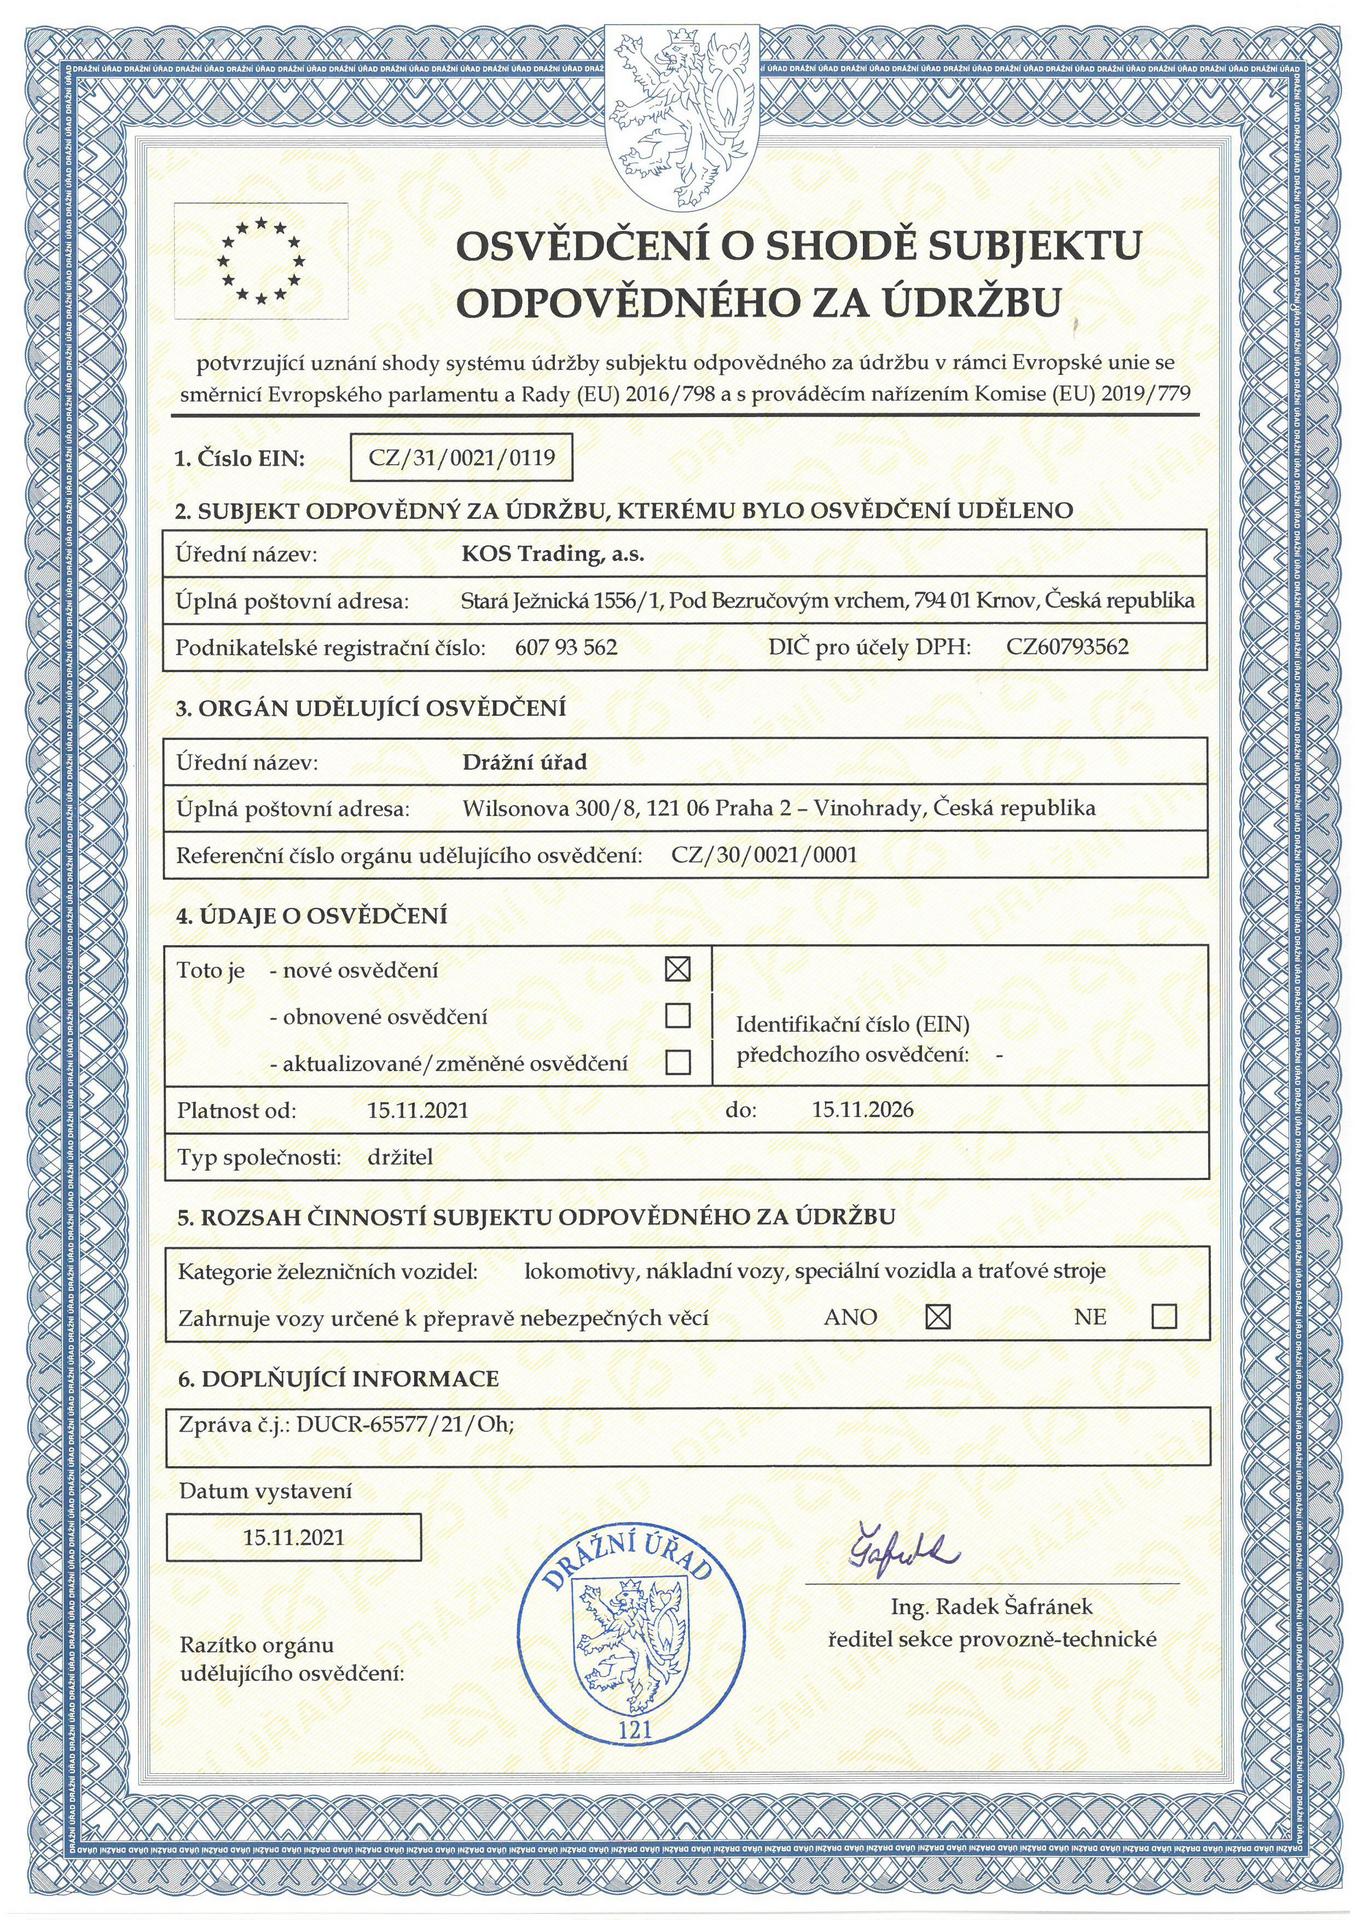 OSVĚDČENÍ O SHODĚ SUBJEKTU
ODPOVĚDNÉHO ZA ÚDRŽBU
potvrzující uznání shody systému údržby subjektu odpovědného za údržbu v rámci Evropské unie se
směrnicí Evropského parlamentu a Rady (EU) 2016/798 a s prováděcím nařízením Komise (EU) 2019/779
1. Číslo EIN: CZ/31/0021/0119
2. SUBJEKT ODPOVĚDNÝ ZA ÚDRŽBU, KTERÉMU BYLO OSVĚDČENÍ UDĚLENO
Úřední název: KOS Trading, a.s.
Úplná poštovní adresa: Stará Ježnická 1556/1, Pod Bezručovým vrchem, 794 01 Krnov, Česká republika
Podnikatelské registrační číslo: 607 93 562 DIČ pro účely DPH: CZ60793562
3. ORGÁN UDĚLUJÍCÍ OSVĚDČENÍ
Úřední název: Drážní úřad
Úplná poštovní adresa: Wilsonova 300/8, 121 06 Praha 2 – Vinohrady, Česká republika
Referenční číslo orgánu udělujícího osvědčení: CZ/30/0021/0001
4. ÚDAJE O OSVĚDČENÍ
Toto je - nové osvědčení
- obnovené osvědčení
- aktualizované/změněné osvědčení
Identifikační číslo (EIN)
předchozího osvědčení: -
Platnost od: 15.11.2021 do: 15.11.2026
Typ společnosti: držitel
5. ROZSAH ČINNOSTÍ SUBJEKTU ODPOVĚDNÉHO ZA ÚDRŽBU
Kategorie železničních vozidel: lokomotivy, nákladní vozy, speciální vozidla a traťové stroje
Zahrnuje vozy určené k přepravě nebezpečných věcí ANO NE
6. DOPLŇUJÍCÍ INFORMACE
Zpráva č.j.: DUCR-65577/21/Oh;
Datum vystavení
15.11.2021
DRÁŽNÍ ÚŘAD
121
Ing. Radek Šafránek
ředitel sekce provozně-technické
Razítko orgánu
udělujícího osvědčení: